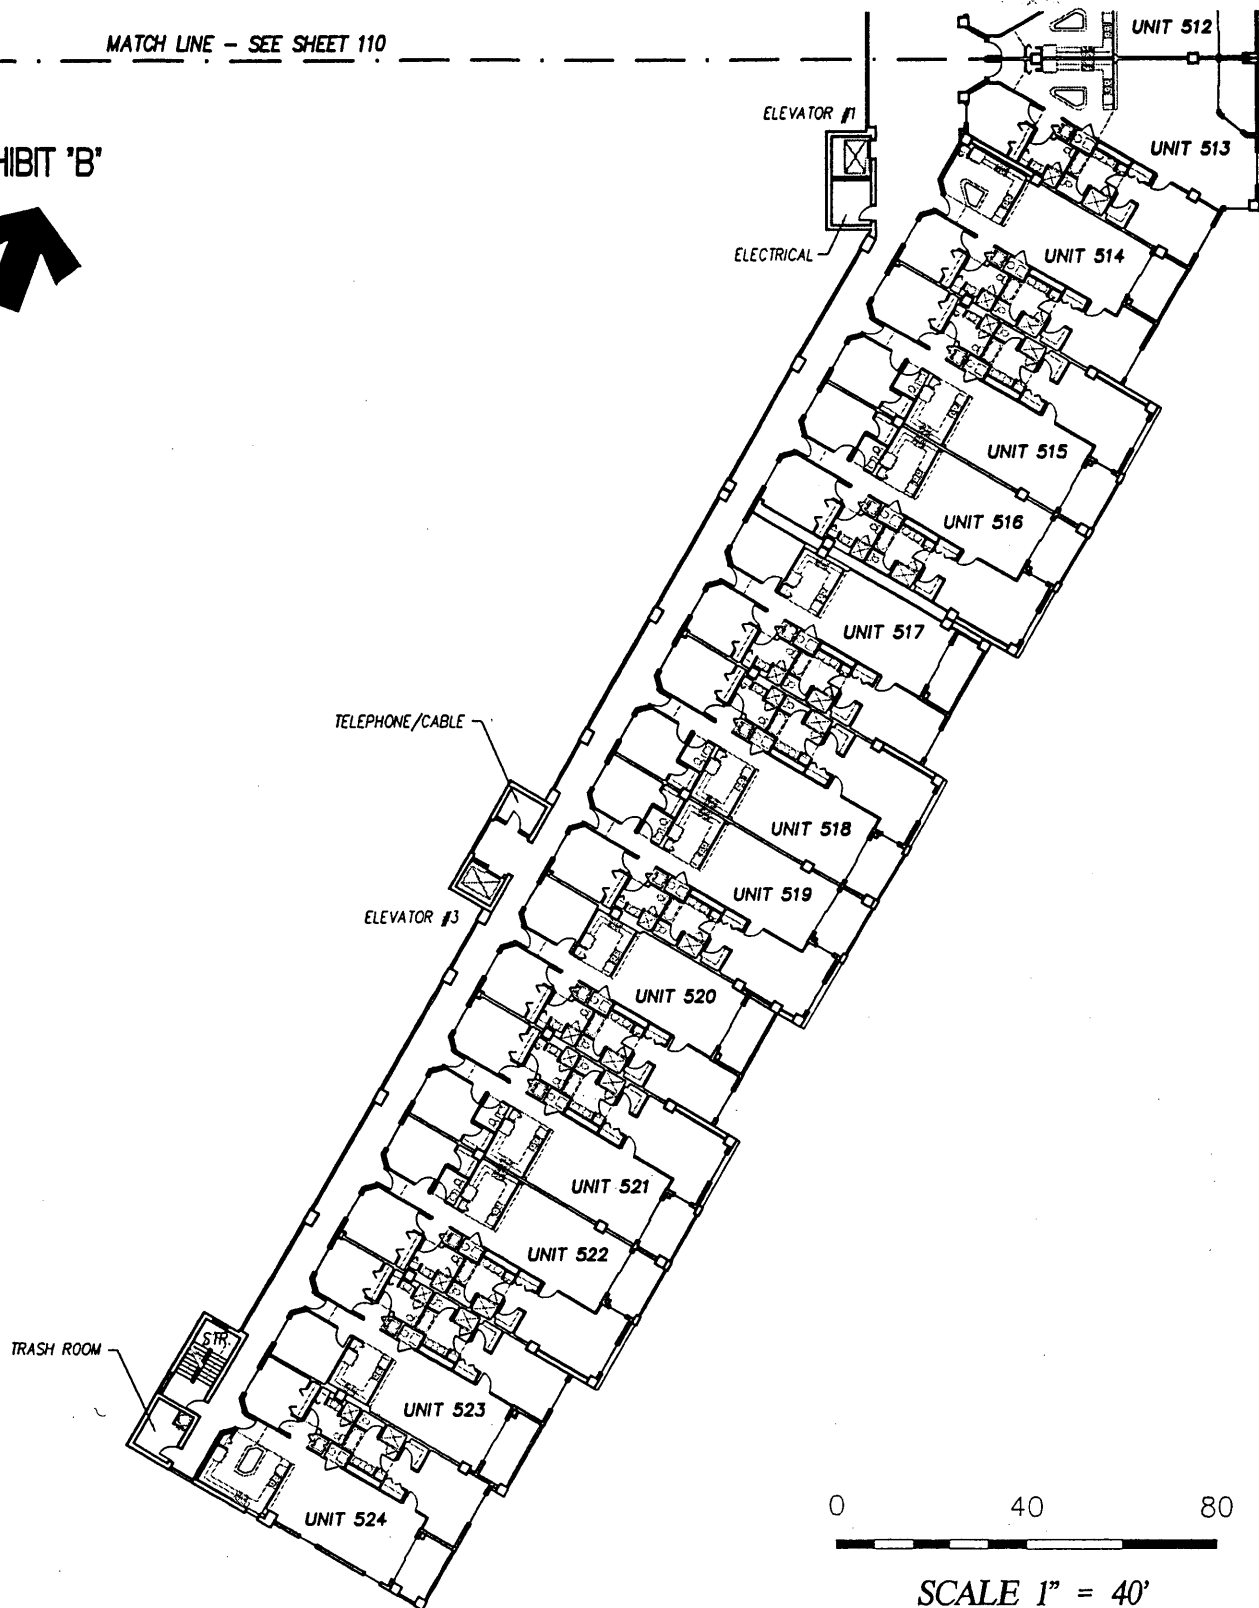 UNIT 512
MATCH LINE - SEE SHEET 110
ELEVATOR #1
HIBIT "B"
UNIT 513
ELECTRICAL
UNIT 514
UNIT 515
UNIT 516
UNIT 517
TELEPHONE/CABLE
UNIT 518
UNIT 519
ELEVATOR #3
UNIT 520
UNIT 521
UNIT 522
STR.
TRASH ROOM
UNIT 523
UNIT 524
0 40 80
SCALE 1" = 40'